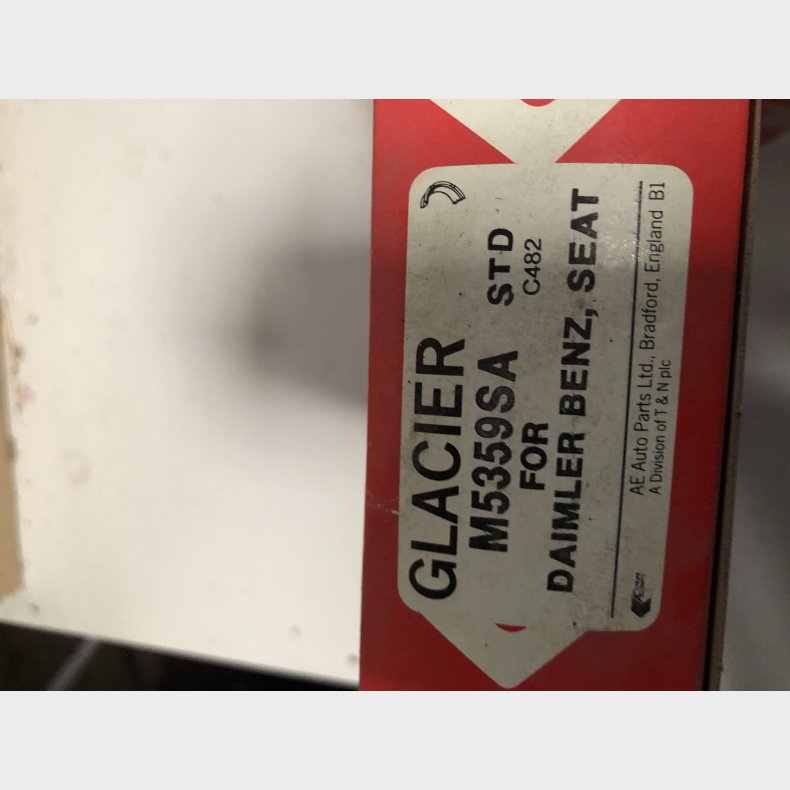 GLACIER
M5359SA STD
FOR C482
DAIMLER BENZ, SEAT
AE Auto Parts Ltd., Bradford, England B1
A Division of T & N plc